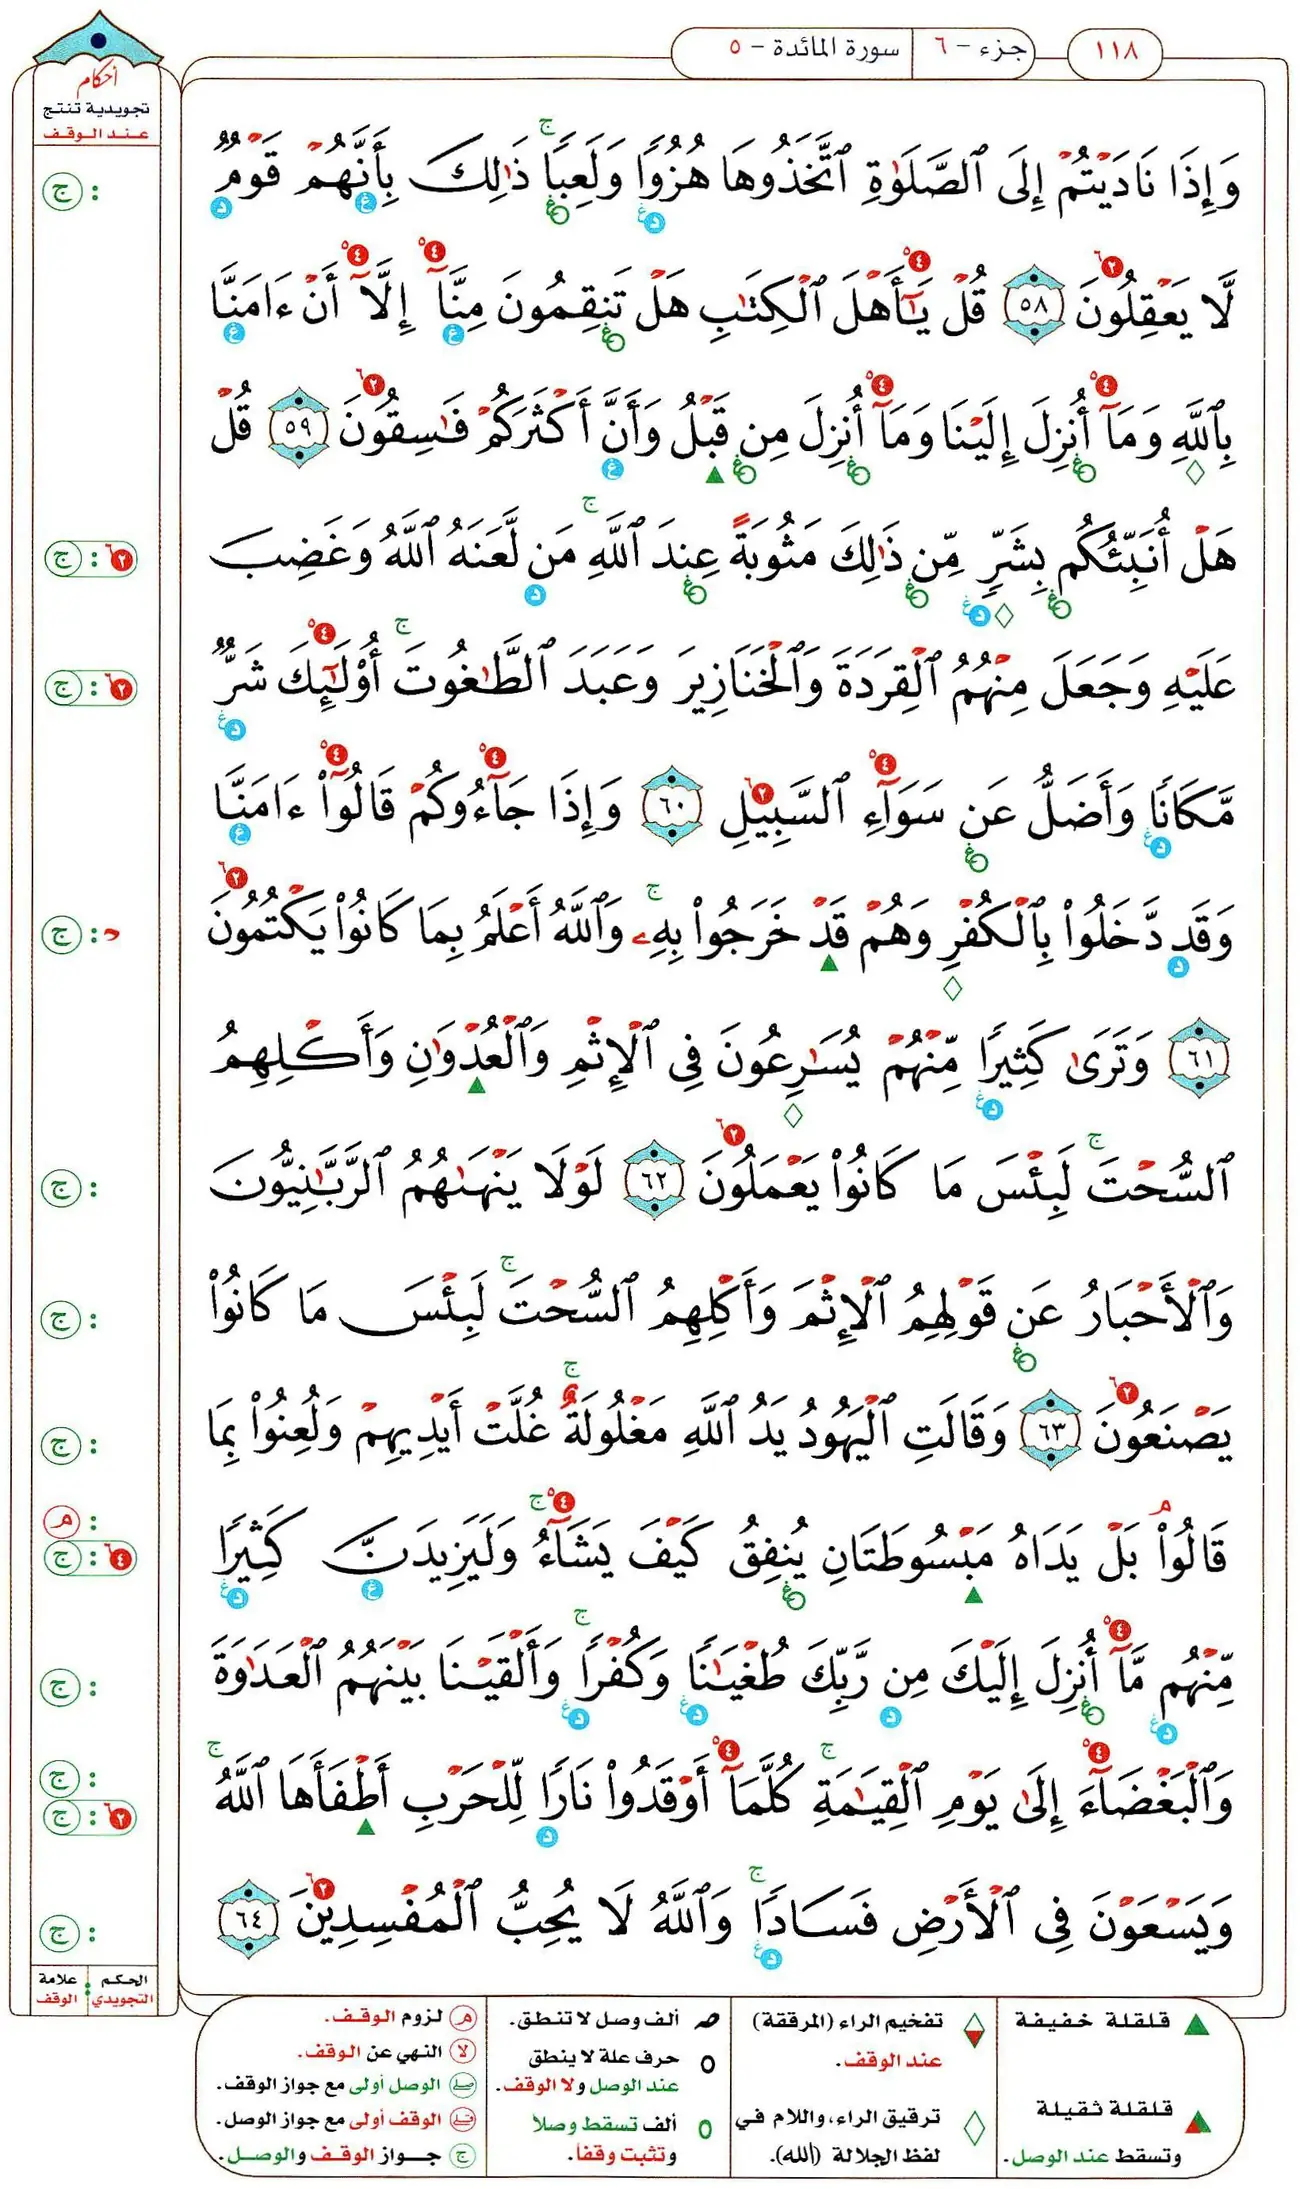 ١١٨
جزء - ٦
سورة المائدة - ٥
أحكام
تجويدية تنتج
عند الوقف
وَإِذَا نَادَيْتُمْ إِلَى ٱلصَّلَوٰةِ ٱتَّخَذُوهَا هُزُوًا وَلَعِبًا ۚ ذَٰلِكَ بِأَنَّهُمْ قَوْمٌ
لَّا يَعْقِلُونَ ٥٨ قُلْ يَـٰٓأَهْلَ ٱلْكِتَـٰبِ هَلْ تَنقِمُونَ مِنَّآ إِلَّآ أَنْ ءَامَنَّا
بِٱللَّهِ وَمَآ أُنزِلَ إِلَيْنَا وَمَآ أُنزِلَ مِن قَبْلُ وَأَنَّ أَكْثَرَكُمْ فَـٰسِقُونَ ٥٩ قُلْ
هَلْ أُنَبِّئُكُم بِشَرٍّ مِّن ذَٰلِكَ مَثُوبَةً عِندَ ٱللَّهِ ۚ مَن لَّعَنَهُ ٱللَّهُ وَغَضِبَ
عَلَيْهِ وَجَعَلَ مِنْهُمُ ٱلْقِرَدَةَ وَٱلْخَنَازِيرَ وَعَبَدَ ٱلطَّـٰغُوتَ ۚ أُو۟لَـٰٓئِكَ شَرٌّ
مَّكَانًا وَأَضَلُّ عَن سَوَآءِ ٱلسَّبِيلِ ٦٠ وَإِذَا جَآءُوكُمْ قَالُوٓا۟ ءَامَنَّا
وَقَد دَّخَلُوا۟ بِٱلْكُفْرِ وَهُمْ قَدْ خَرَجُوا۟ بِهِۦ ۚ وَٱللَّهُ أَعْلَمُ بِمَا كَانُوا۟ يَكْتُمُونَ
٦١ وَتَرَىٰ كَثِيرًا مِّنْهُمْ يُسَـٰرِعُونَ فِى ٱلْإِثْمِ وَٱلْعُدْوَٰنِ وَأَكْلِهِمُ
ٱلسُّحْتَ ۚ لَبِئْسَ مَا كَانُوا۟ يَعْمَلُونَ ٦٢ لَوْلَا يَنْهَىٰهُمُ ٱلرَّبَّـٰنِيُّونَ
وَٱلْأَحْبَارُ عَن قَوْلِهِمُ ٱلْإِثْمَ وَأَكْلِهِمُ ٱلسُّحْتَ ۚ لَبِئْسَ مَا كَانُوا۟
يَصْنَعُونَ ٦٣ وَقَالَتِ ٱلْيَهُودُ يَدُ ٱللَّهِ مَغْلُولَةٌ ۚ غُلَّتْ أَيْدِيهِمْ وَلُعِنُوا۟ بِمَا
قَالُوا۟ ۘ بَلْ يَدَاهُ مَبْسُوطَتَانِ يُنفِقُ كَيْفَ يَشَآءُ ۚ وَلَيَزِيدَنَّ كَثِيرًا
مِّنْهُم مَّآ أُنزِلَ إِلَيْكَ مِن رَّبِّكَ طُغْيَـٰنًا وَكُفْرًا ۚ وَأَلْقَيْنَا بَيْنَهُمُ ٱلْعَدَٰوَةَ
وَٱلْبَغْضَآءَ إِلَىٰ يَوْمِ ٱلْقِيَـٰمَةِ ۚ كُلَّمَآ أَوْقَدُوا۟ نَارًا لِّلْحَرْبِ أَطْفَأَهَا ٱللَّهُ ۚ
وَيَسْعَوْنَ فِى ٱلْأَرْضِ فَسَادًا ۚ وَٱللَّهُ لَا يُحِبُّ ٱلْمُفْسِدِينَ ٦٤
الحكم : علامة
التجويدي : الوقف
قلقلة خفيفة
قلقلة ثقيلة
وتسقط عند الوصل.
تفخيم الراء (المرققة)
عند الوقف.
ترقيق الراء، واللام في
لفظ الجلالة (الله).
ألف وصل لا تنطق.
حرف علة لا ينطق
عند الوصل ولا الوقف.
ألف تسقط وصلاً
وتثبت وقفاً.
م لزوم الوقف.
لا النهي عن الوقف.
صلے الوصل أولى مع جواز الوقف.
قلے الوقف أولى مع جواز الوصل.
ج جـواز الوقـف والوصـل.